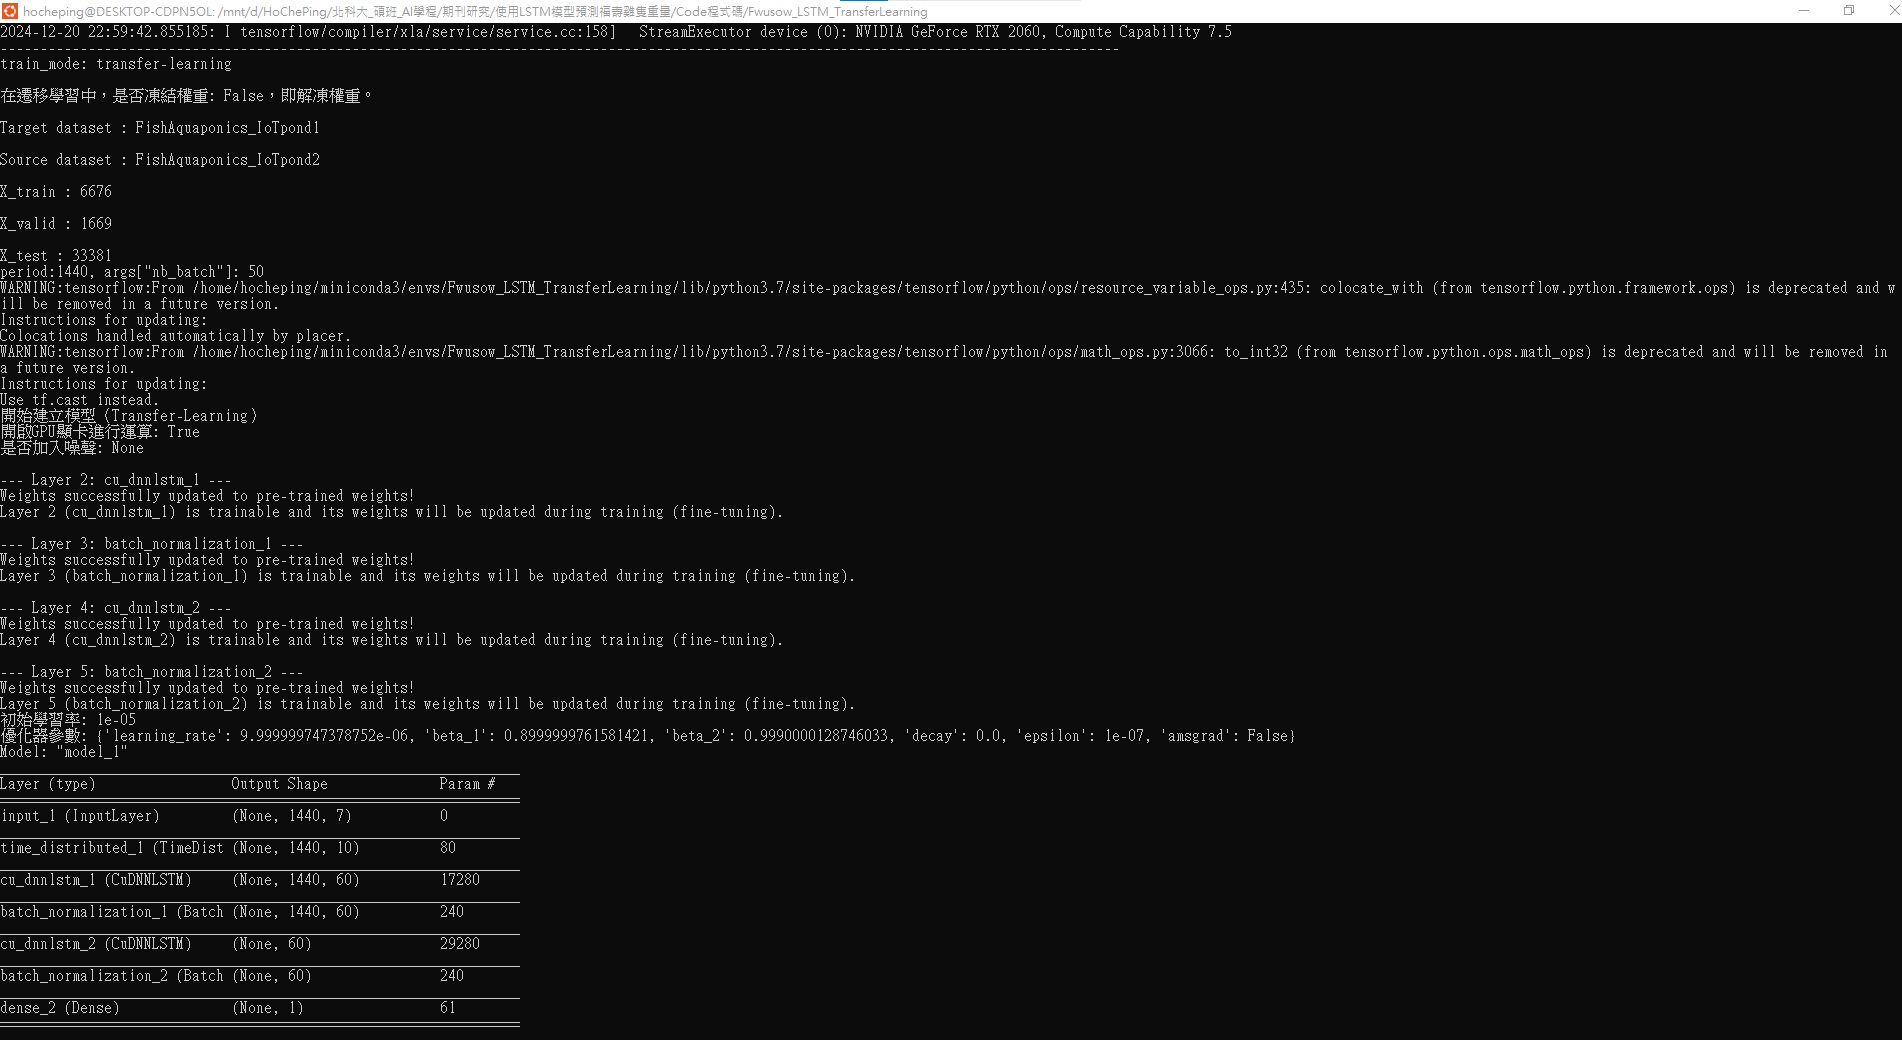 hocheping@DESKTOP-CDPN5OL: /mnt/d/HoChePing/北科大_碩班_AI學程/期刊研究/使用LSTM模型預測福壽雞隻重量/Code程式碼/Fwusow_LSTM_TransferLearning
2024-12-20 22:59:42.855185: I tensorflow/compiler/xla/service/service.cc:158]   StreamExecutor device (0): NVIDIA GeForce RTX 2060, Compute Capability 7.5
--------------------------------------------------------------------------------------------------------------------------------------------
train_mode: transfer-learning
在遷移學習中，是否凍結權重: False，即解凍權重。
Target dataset : FishAquaponics_IoTpond1
Source dataset : FishAquaponics_IoTpond2
X_train : 6676
X_valid : 1669
X_test : 33381
period:1440, args["nb_batch"]: 50
WARNING:tensorflow:From /home/hocheping/miniconda3/envs/Fwusow_LSTM_TransferLearning/lib/python3.7/site-packages/tensorflow/python/ops/resource_variable_ops.py:435: colocate_with (from tensorflow.python.framework.ops) is deprecated and w
ill be removed in a future version.
Instructions for updating:
Colocations handled automatically by placer.
WARNING:tensorflow:From /home/hocheping/miniconda3/envs/Fwusow_LSTM_TransferLearning/lib/python3.7/site-packages/tensorflow/python/ops/math_ops.py:3066: to_int32 (from tensorflow.python.ops.math_ops) is deprecated and will be removed in
a future version.
Instructions for updating:
Use tf.cast instead.
開始建立模型 (Transfer-Learning)
開啟GPU顯卡進行運算: True
是否加入噪聲: None
--- Layer 2: cu_dnnlstm_1 ---
Weights successfully updated to pre-trained weights!
Layer 2 (cu_dnnlstm_1) is trainable and its weights will be updated during training (fine-tuning).
--- Layer 3: batch_normalization_1 ---
Weights successfully updated to pre-trained weights!
Layer 3 (batch_normalization_1) is trainable and its weights will be updated during training (fine-tuning).
--- Layer 4: cu_dnnlstm_2 ---
Weights successfully updated to pre-trained weights!
Layer 4 (cu_dnnlstm_2) is trainable and its weights will be updated during training (fine-tuning).
--- Layer 5: batch_normalization_2 ---
Weights successfully updated to pre-trained weights!
Layer 5 (batch_normalization_2) is trainable and its weights will be updated during training (fine-tuning).
初始學習率: 1e-05
優化器參數: {'learning_rate': 9.999999747378752e-06, 'beta_1': 0.8999999761581421, 'beta_2': 0.9990000128746033, 'decay': 0.0, 'epsilon': 1e-07, 'amsgrad': False}
Model: "model_1"
Layer (type)                 Output Shape              Param #
input_1 (InputLayer)         (None, 1440, 7)           0
time_distributed_1 (TimeDist (None, 1440, 10)          80
cu_dnnlstm_1 (CuDNNLSTM)     (None, 1440, 60)          17280
batch_normalization_1 (Batch (None, 1440, 60)          240
cu_dnnlstm_2 (CuDNNLSTM)     (None, 60)                29280
batch_normalization_2 (Batch (None, 60)                240
dense_2 (Dense)              (None, 1)                 61